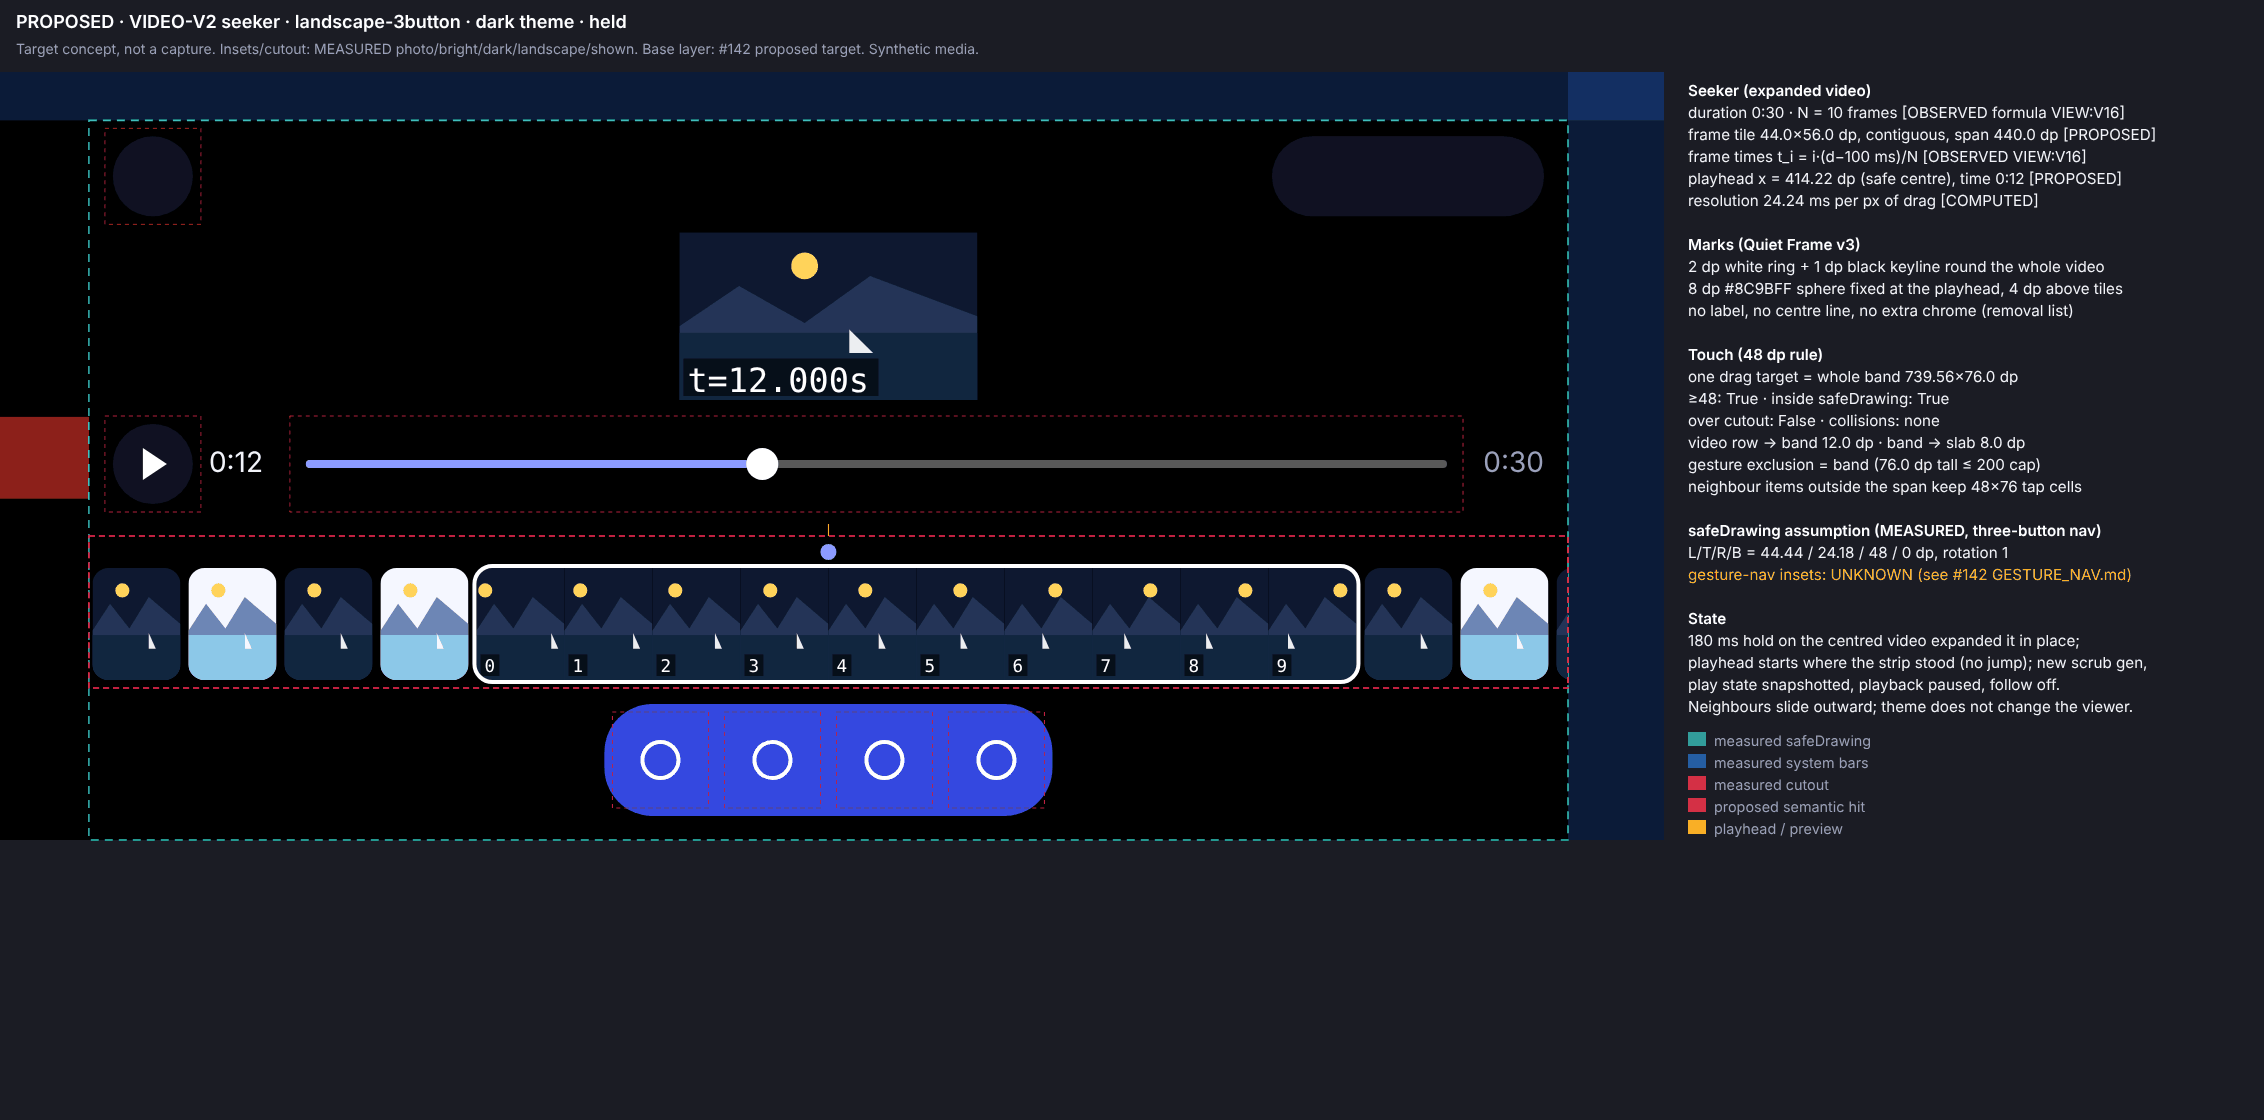 PROPOSED · VIDEO-V2 seeker · landscape-3button · dark theme · held
Target concept, not a capture. Insets/cutout: MEASURED photo/bright/dark/landscape/shown. Base layer: #142 proposed target. Synthetic media.
t=12.000s
0:12
0:30
0 1 2 3 4 5 6 7 8 9
Seeker (expanded video)
duration 0:30 · N = 10 frames [OBSERVED formula VIEW:V16]
frame tile 44.0×56.0 dp, contiguous, span 440.0 dp [PROPOSED]
frame times t_i = i·(d−100 ms)/N [OBSERVED VIEW:V16]
playhead x = 414.22 dp (safe centre), time 0:12 [PROPOSED]
resolution 24.24 ms per px of drag [COMPUTED]
Marks (Quiet Frame v3)
2 dp white ring + 1 dp black keyline round the whole video
8 dp #8C9BFF sphere fixed at the playhead, 4 dp above tiles
no label, no centre line, no extra chrome (removal list)
Touch (48 dp rule)
one drag target = whole band 739.56×76.0 dp
≥48: True · inside safeDrawing: True
over cutout: False · collisions: none
video row → band 12.0 dp · band → slab 8.0 dp
gesture exclusion = band (76.0 dp tall ≤ 200 cap)
neighbour items outside the span keep 48×76 tap cells
safeDrawing assumption (MEASURED, three-button nav)
L/T/R/B = 44.44 / 24.18 / 48 / 0 dp, rotation 1
gesture-nav insets: UNKNOWN (see #142 GESTURE_NAV.md)
State
180 ms hold on the centred video expanded it in place;
playhead starts where the strip stood (no jump); new scrub gen,
play state snapshotted, playback paused, follow off.
Neighbours slide outward; theme does not change the viewer.
measured safeDrawing
measured system bars
measured cutout
proposed semantic hit
playhead / preview